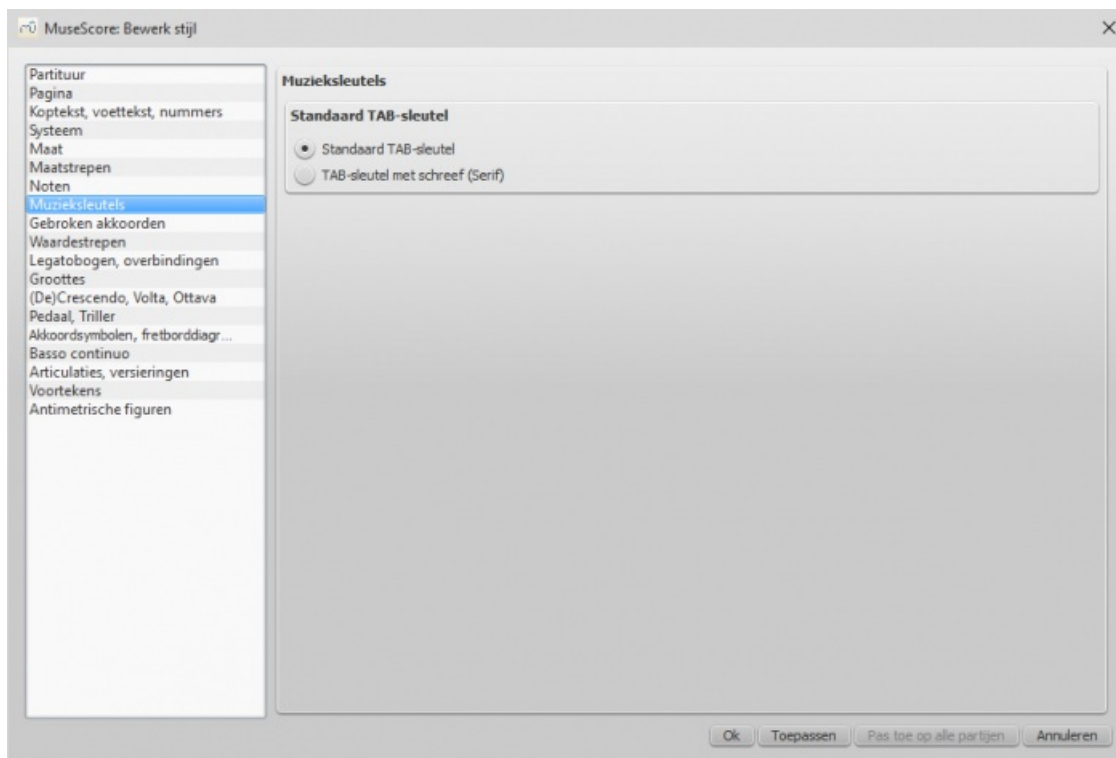 MuseScore: Bewerk stijl
Partituur
Pagina
Koptekst, voettekst, nummers
Systeem
Maat
Maatstrepen
Noten
Muzieksleutels
Gebroken akkoorden
Waardestrepen
Legatobogen, overbindingen
Groottes
(De)Crescendo, Volta, Ottava
Pedaal, Triller
Akkoordsymbolen, fretborddiagr...
Basso continuo
Articulaties, versieringen
Voortekens
Antimetrische figuren
Muzieksleutels
Standaard TAB-sleutel
Standaard TAB-sleutel
TAB-sleutel met schreef (Serif)
Ok Toepassen Pas toe op alle partijen Annuleren